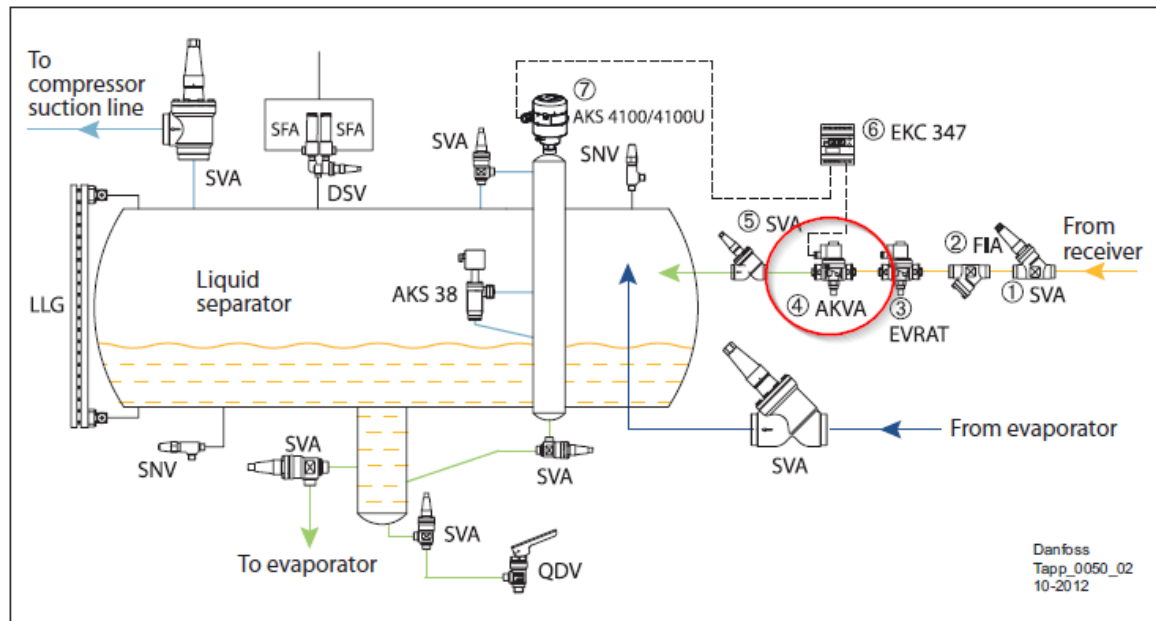 To
compressor
suction line
SVA
SFA
SFA
DSV
SVA
⑦
AKS 4100/4100U
SNV
⑥ EKC 347
⑤ SVA
② FIA
From
receiver
① SVA
④ AKVA
③
EVRAT
LLG
Liquid
separator
AKS 38
From evaporator
SVA
SNV
SVA
SVA
SVA
To evaporator
QDV
Danfoss
Tapp_0050_02
10-2012